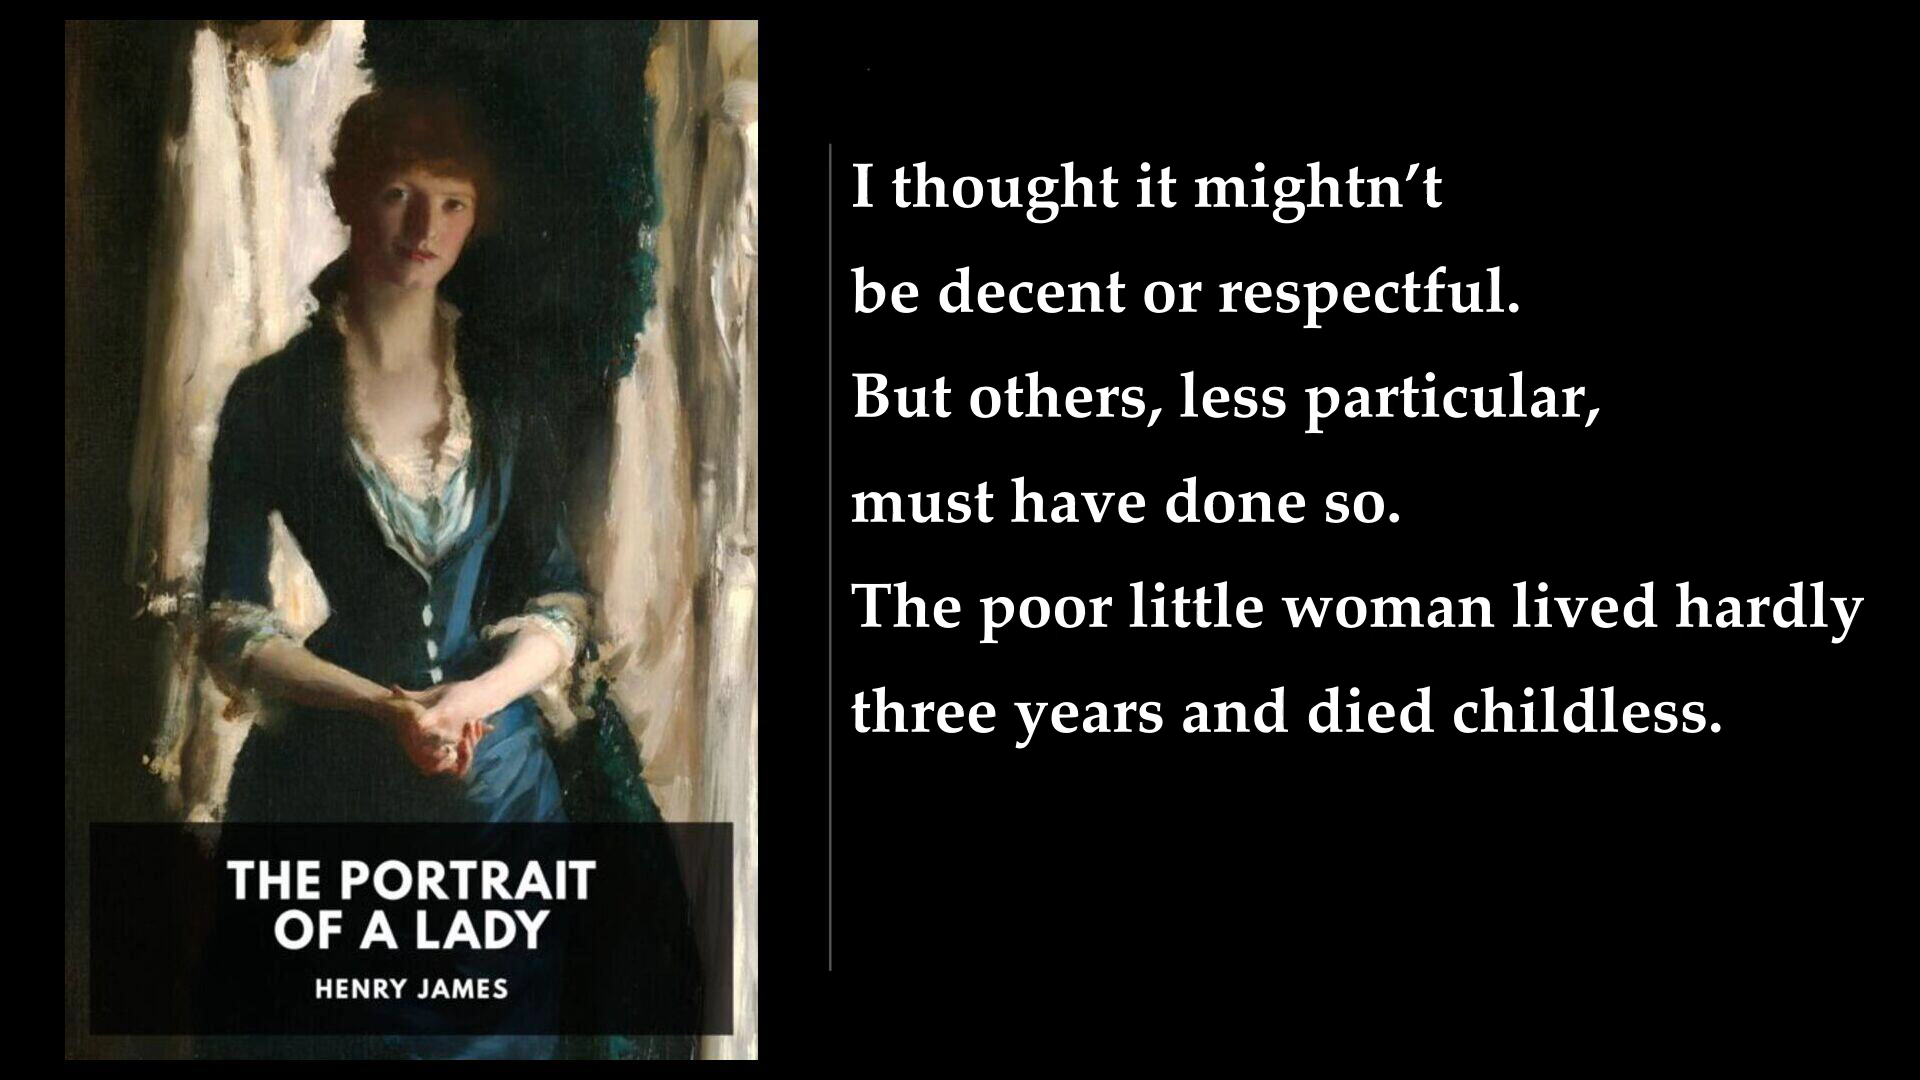 I thought it mightn’t
be decent or respectful.
But others, less particular,
must have done so.
The poor little woman lived hardly
three years and died childless.
THE PORTRAIT
OF A LADY
HENRY JAMES